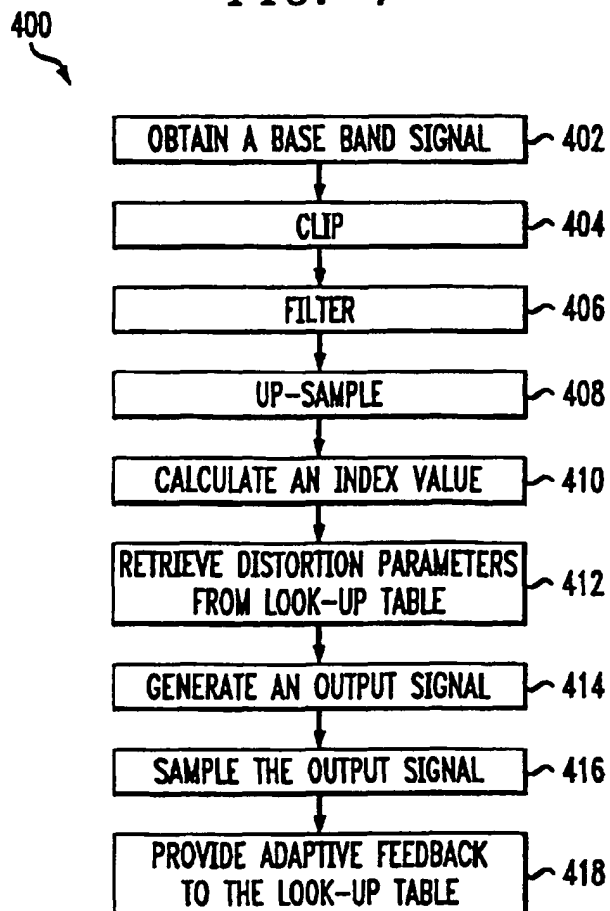 400
OBTAIN A BASE BAND SIGNAL 402
CLIP 404
FILTER 406
UP-SAMPLE 408
CALCULATE AN INDEX VALUE 410
RETRIEVE DISTORTION PARAMETERS
FROM LOOK-UP TABLE 412
GENERATE AN OUTPUT SIGNAL 414
SAMPLE THE OUTPUT SIGNAL 416
PROVIDE ADAPTIVE FEEDBACK
TO THE LOOK-UP TABLE 418